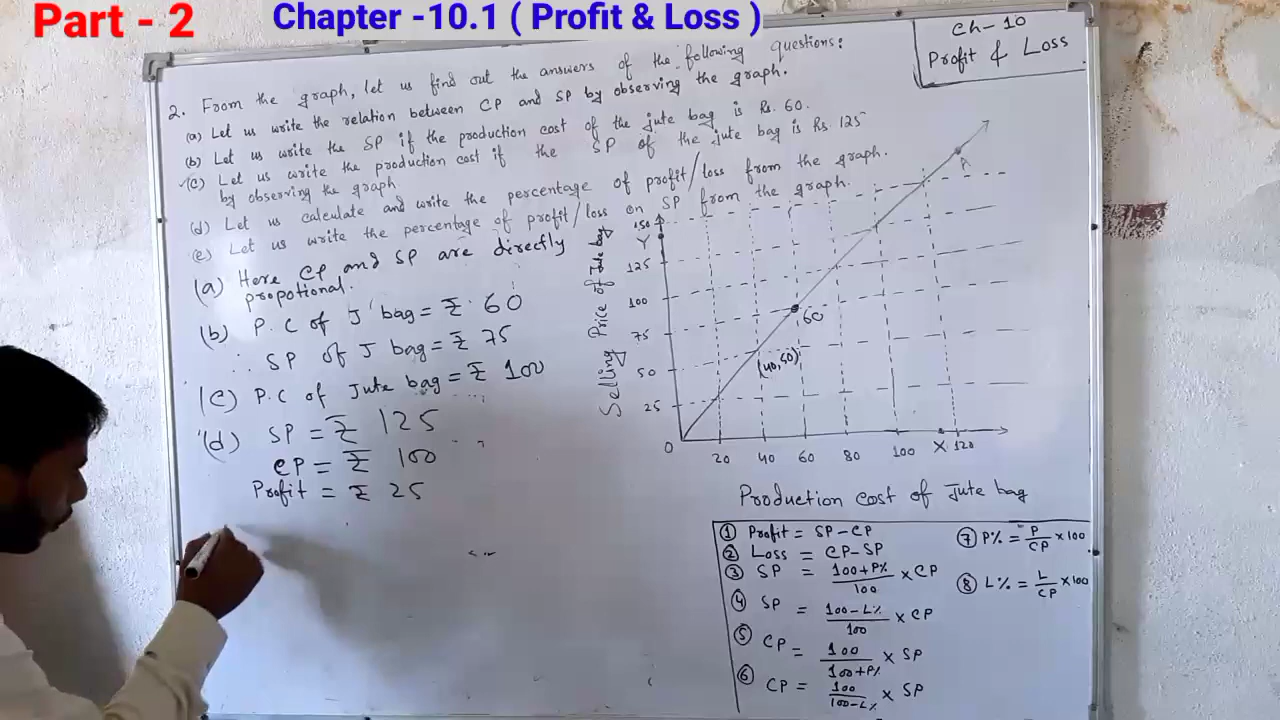 Part - 2
Chapter -10.1 ( Profit & Loss )
Ch-10
Profit & Loss
2. From the graph, let us find out the answers of the following questions:
(a) Let us write the relation between CP and SP by observing the graph.
(b) Let us write the SP if the production cost of the jute bag is Rs. 60.
(c) Let us write the production cost if the SP of the jute bag is Rs. 125
by observing the graph
(d) Let us calculate and write the percentage of profit/loss from the graph.
(e) Let us write the percentage of profit/loss on SP from the graph.
(a) Here CP and SP are directly
propotional.
(b) P.C of J bag = ₹ 60
∴ SP of J bag = ₹ 75
(c) P.C of Jute bag = ₹ 100
(d) SP = ₹ 125
CP = ₹ 100
Profit = ₹ 25
Selling Price of Jute bag
150
Y
125
100
75
50
25
0
20
40
60
80
100
X
120
A
60
(40,50)
Production cost of Jute bag
① Profit = SP - CP
② Loss = CP - SP
③ SP = 100+P%/100 × CP
④ SP = 100-L%/100 × CP
⑤ CP = 100/100+P% × SP
⑥ CP = 100/100-L% × SP
⑦ P% = P/CP × 100
⑧ L% = L/CP × 100